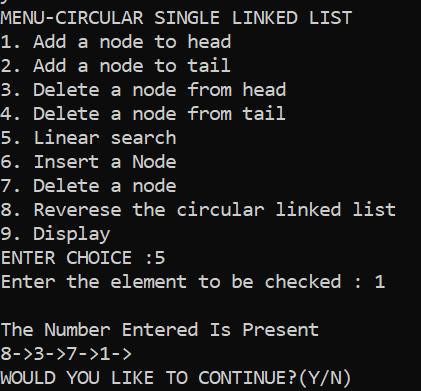 MENU-CIRCULAR SINGLE LINKED LIST
1. Add a node to head
2. Add a node to tail
3. Delete a node from head
4. Delete a node from tail
5. Linear search
6. Insert a Node
7. Delete a node
8. Reverese the circular linked list
9. Display
ENTER CHOICE :5
Enter the element to be checked : 1
The Number Entered Is Present
8->3->7->1->
WOULD YOU LIKE TO CONTINUE?(Y/N)